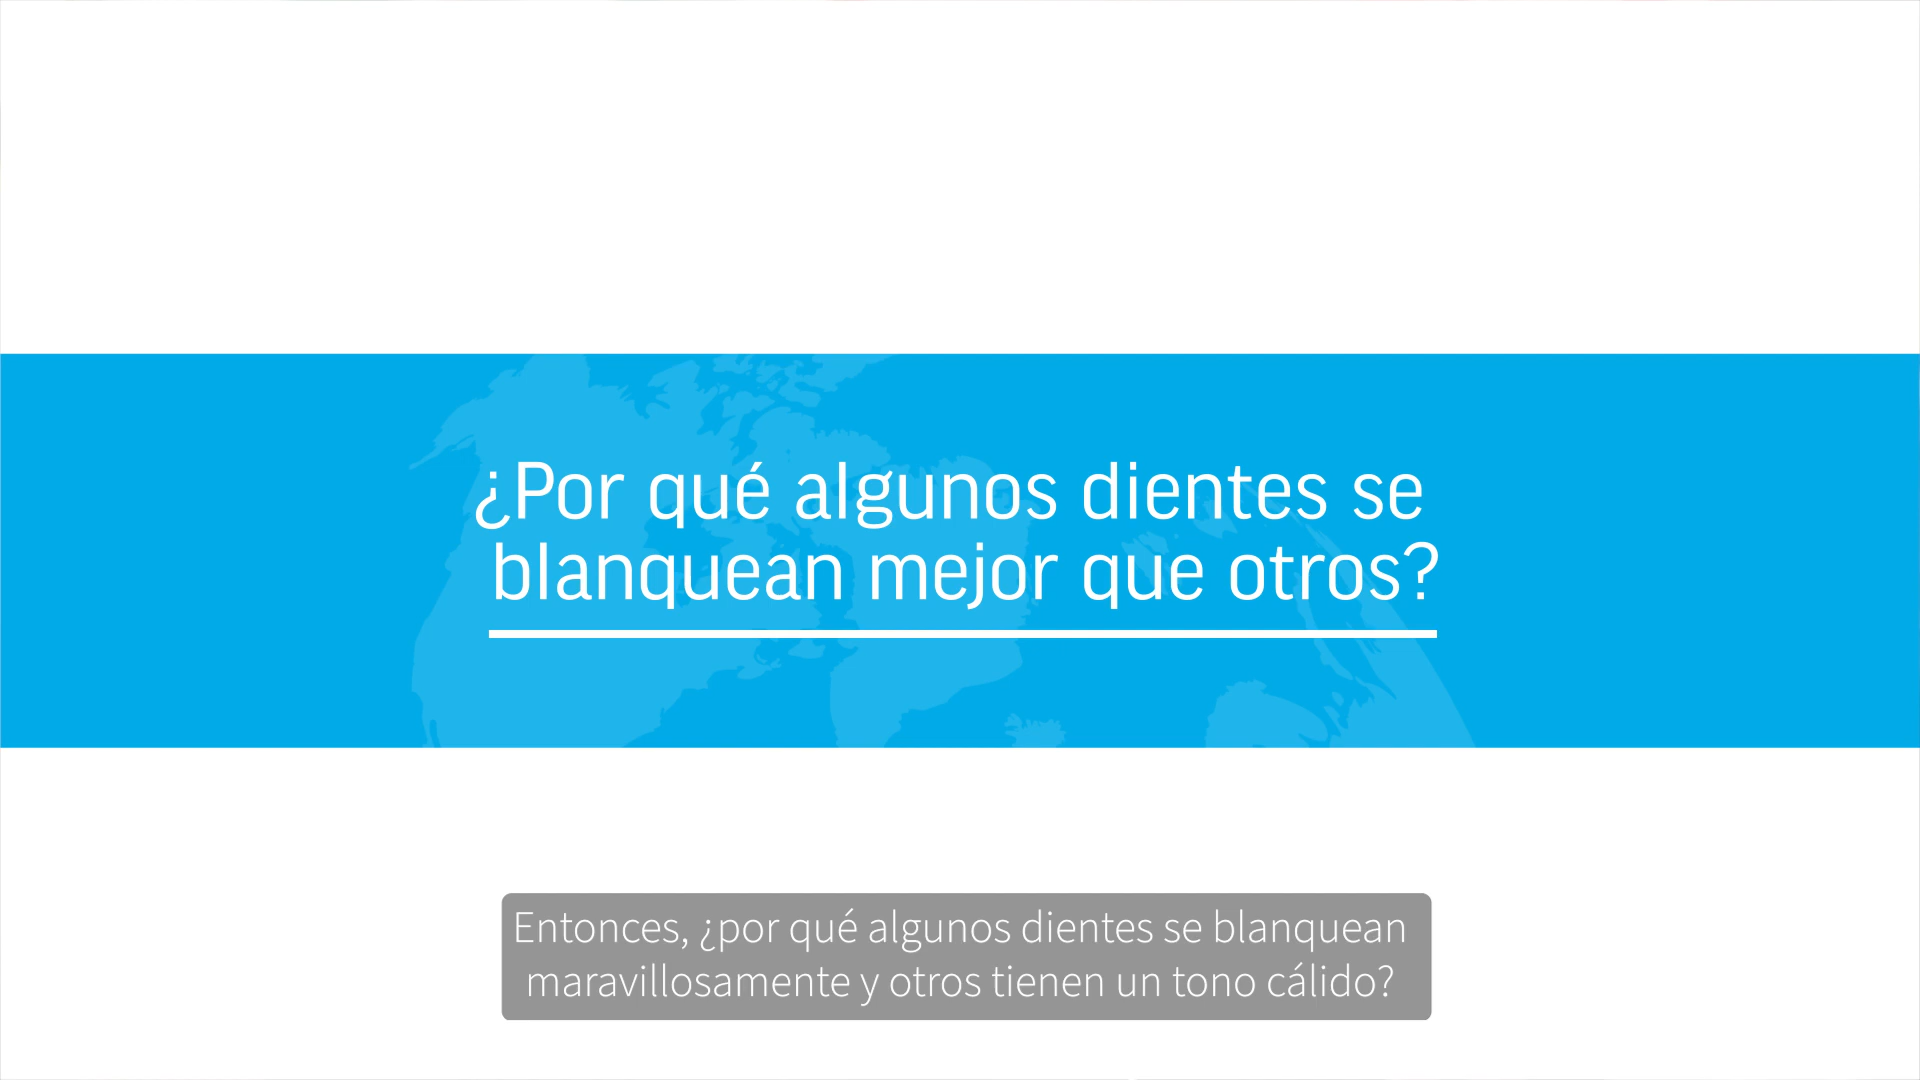 ¿Por qué algunos dientes se
blanquean mejor que otros?
Entonces, ¿por qué algunos dientes se blanquean
maravillosamente y otros tienen un tono cálido?